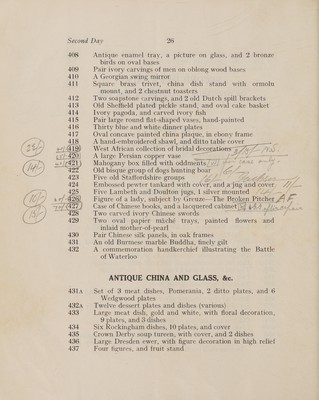 Second Day 26
408 Antique enamel tray, a picture on glass, and 2 bronze
birds on oval bases
409 Pair ivory carvings of men on oblong wood bases
410 A Georgian swing mirror
411 Square brass trivet, china dish stand with ormolu
mount, and 2 chestnut toasters
412 Two soapstone carvings, and 2 old Dutch spill brackets
413 Old Sheffield plated pickle stand, and oval cake basket
414 Ivory pagoda, and carved ivory fish
415 Pair large round flat-shaped vases, hand-painted
416 Thirty blue and white dinner plates
417 Oval concave painted china plaque, in ebony frame
418 A hand-embroidered shawl, and ditto table cover
419 West African collection of bridal decorations
420 A large Persian copper vase
421 Mahogany box filled with oddments
422 Old bisque group of dogs hunting boar
423 Five old Staffordshire groups
424 Embossed pewter tankard with cover, and a jug and cover
425 Five Lambeth and Doulton jugs, 1 silver mounted
426 Figure of a lady, subject by Greuze—The Broken Pitcher
427 Case of Chinese books, and a lacquered cabinet
428 Two carved ivory Chinese swords
429 Two oval papier mâché trays, painted flowers and
inlaid mother-of-pearl
430 Pair Chinese silk panels, in oak frames
431 An old Burmese marble Buddha, finely gilt
432 A commemoration handkerchief illustrating the Battle
of Waterloo
ANTIQUE CHINA AND GLASS, &c.
431A Set of 3 meat dishes, Pomerania, 2 ditto plates, and 6
Wedgwood plates
432A Twelve dessert plates and dishes (various)
433 Large meat dish, gold and white, with floral decoration,
9 plates, and 3 dishes
434 Six Rockingham dishes, 10 plates, and cover
435 Crown Derby soup tureen, with cover, and 2 dishes
436 Large Dresden ewer, with figure decoration in high relief
437 Four figures, and fruit stand